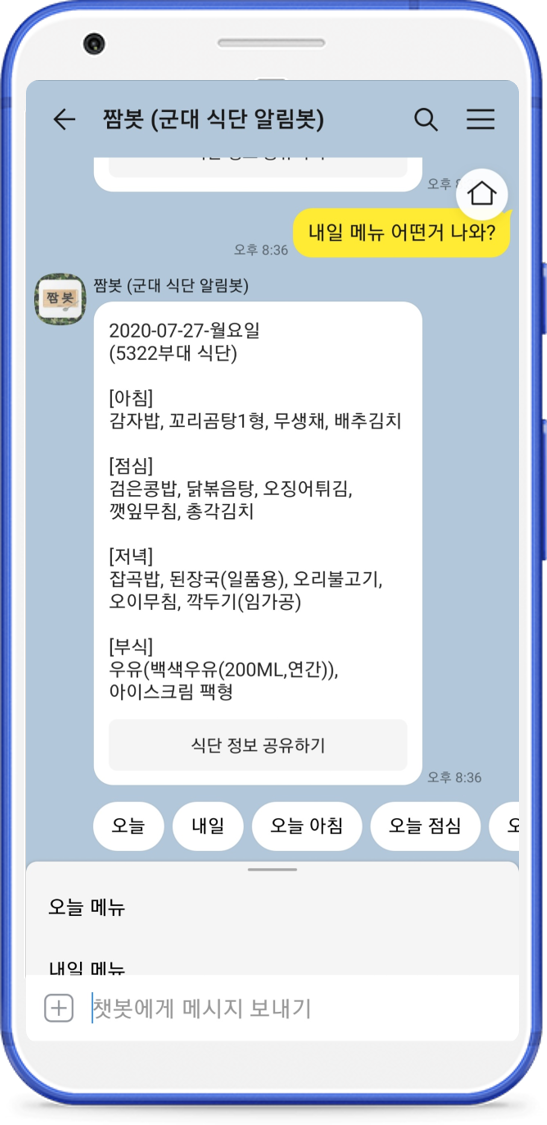 짬봇 (군대 식단 알림봇)
오후
내일 메뉴 어떤거 나와?
오후 8:36
짬봇
짬봇 (군대 식단 알림봇)
2020-07-27-월요일
(5322부대 식단)
[아침]
감자밥, 꼬리곰탕1형, 무생채, 배추김치
[점심]
검은콩밥, 닭볶음탕, 오징어튀김,
깻잎무침, 총각김치
[저녁]
잡곡밥, 된장국(일품용), 오리불고기,
오이무침, 깍두기(임가공)
[부식]
우유(백색우유(200ML,연간)),
아이스크림 팩형
식단 정보 공유하기
오후 8:36
오늘
내일
오늘 아침
오늘 점심
오늘 메뉴
내일 메뉴
챗봇에게 메시지 보내기